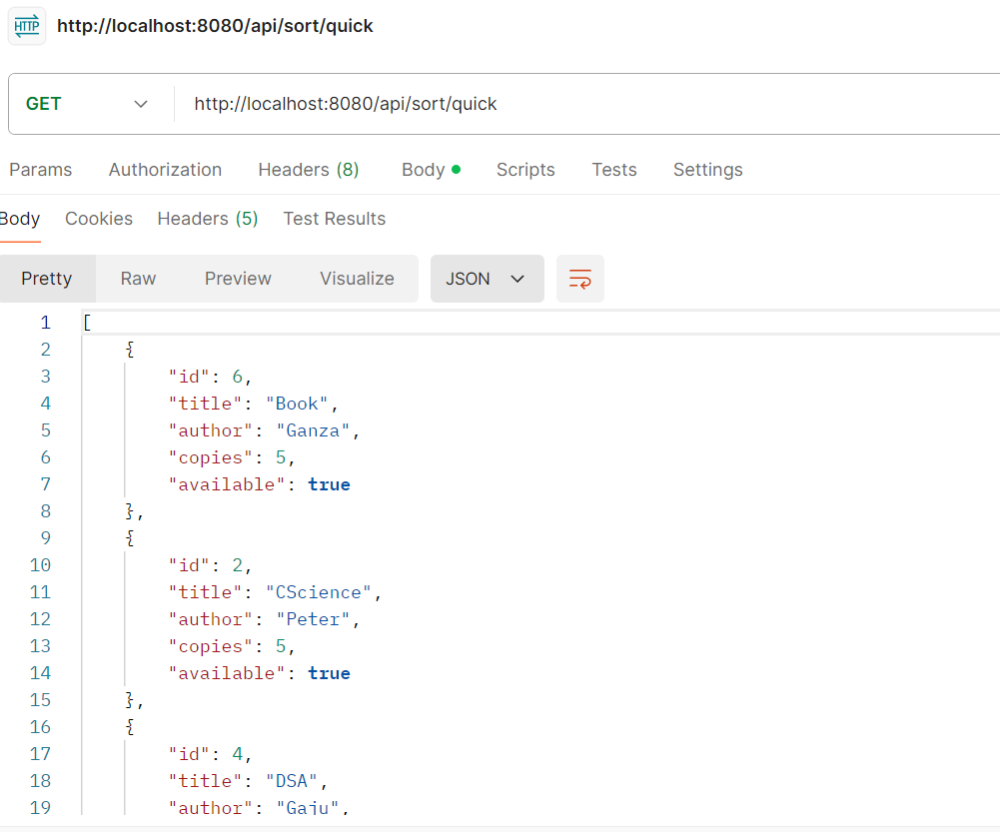 HTTP http://localhost:8080/api/sort/quick
GET http://localhost:8080/api/sort/quick
Params Authorization Headers (8) Body Scripts Tests Settings
Body Cookies Headers (5) Test Results
Pretty Raw Preview Visualize JSON
1 [
2 {
3 "id": 6,
4 "title": "Book",
5 "author": "Ganza",
6 "copies": 5,
7 "available": true
8 },
9 {
10 "id": 2,
11 "title": "CScience",
12 "author": "Peter",
13 "copies": 5,
14 "available": true
15 },
16 {
17 "id": 4,
18 "title": "DSA",
19 "author": "Gaju",